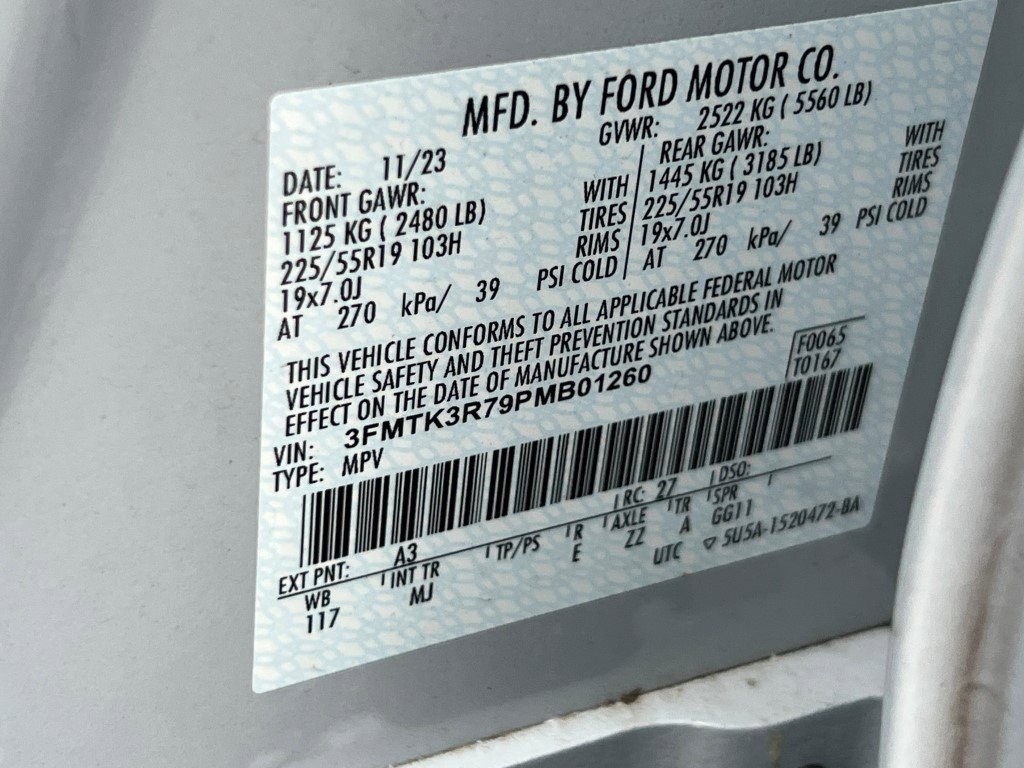 MFD. BY FORD MOTOR CO.
DATE: 11/23 GVWR: 2522 KG ( 5560 LB)
FRONT GAWR: REAR GAWR:
1125 KG ( 2480 LB) WITH 1445 KG ( 3185 LB) WITH
225/55R19 103H TIRES 225/55R19 103H TIRES
19x7.0J RIMS 19x7.0J RIMS
AT 270 kPa/ 39 PSI COLD AT 270 kPa/ 39 PSI COLD
THIS VEHICLE CONFORMS TO ALL APPLICABLE FEDERAL MOTOR
VEHICLE SAFETY AND THEFT PREVENTION STANDARDS IN
EFFECT ON THE DATE OF MANUFACTURE SHOWN ABOVE.
F0065
T0167
VIN: 3FMTK3R79PMB01260
TYPE: MPV
EXT PNT: A3 RC: 27 DSO:
WB INT TR TP/PS R AXLE TR SPR
117 MJ E ZZ A GG11
UTC ▽ 5U5A-1520472-BA